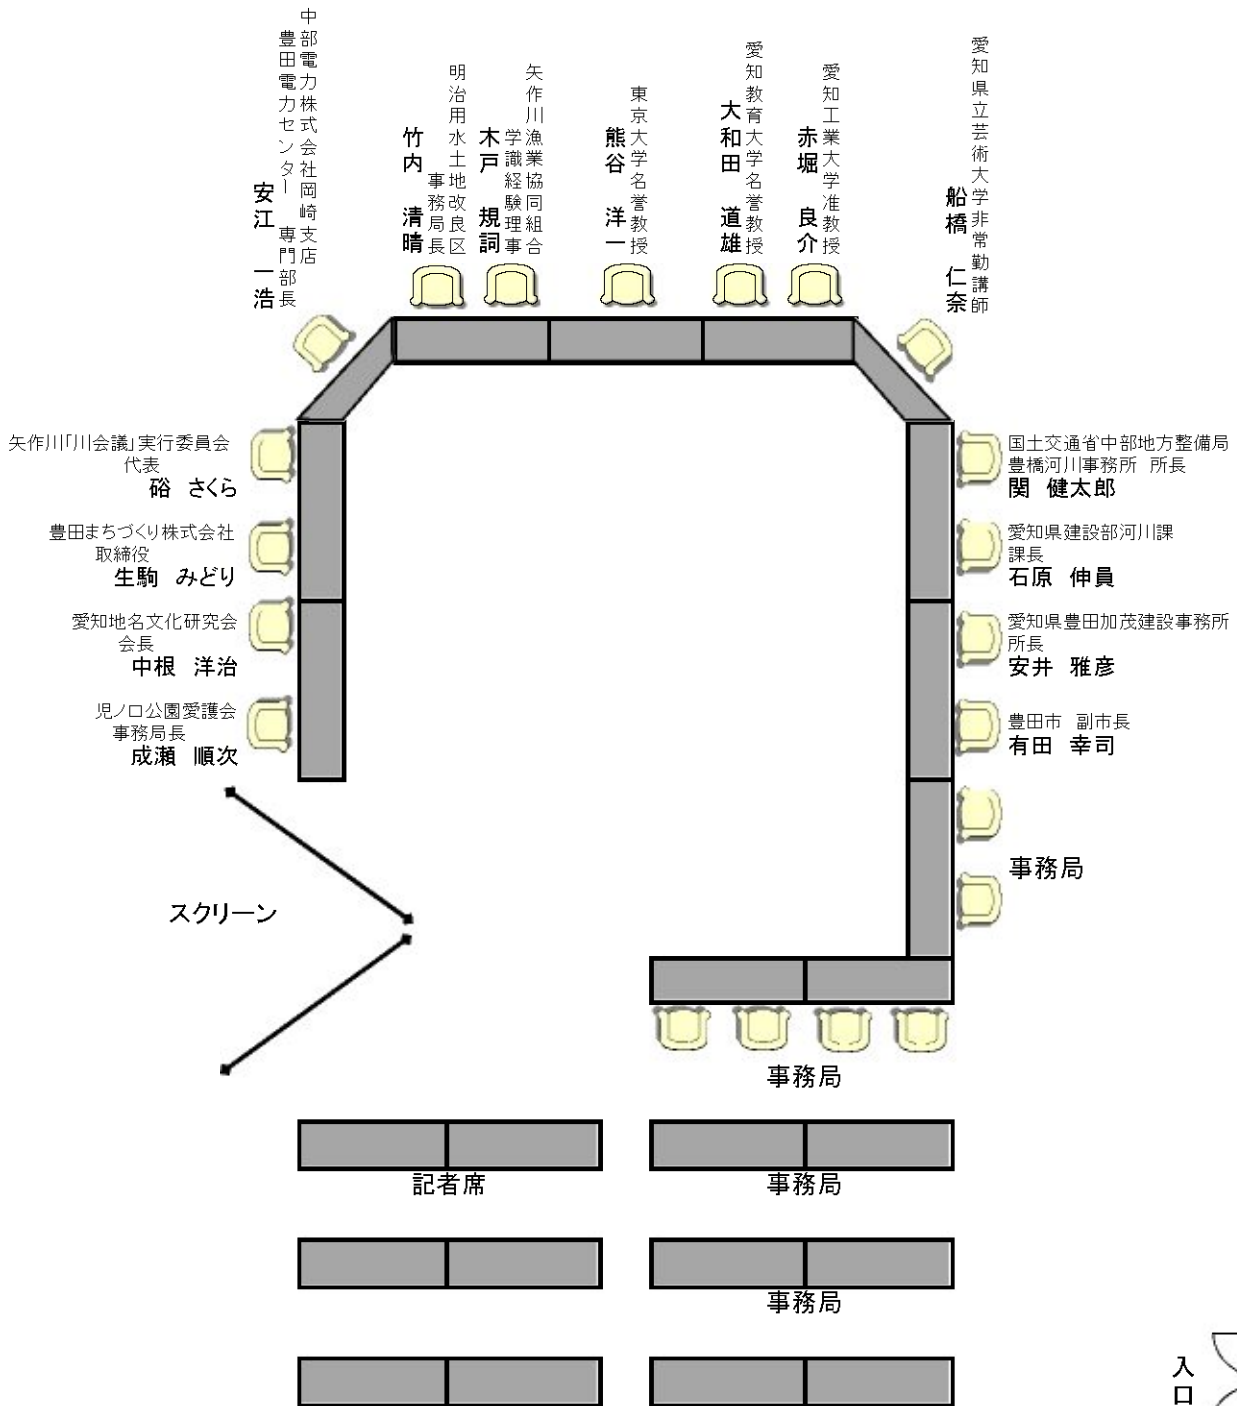 中部電力株式会社岡崎支店
豊田電力センター　専門部長
安江　一浩
明治用水土地改良区
事務局長
竹内　清晴
矢作川漁業協同組合
学識経験理事
木戸　規詞
東京大学名誉教授
熊谷　洋一
愛知教育大学名誉教授
大和田　道雄
愛知工業大学准教授
赤堀　良介
愛知県立芸術大学非常勤講師
船橋　仁奈
矢作川「川会議」実行委員会
代表
硲　さくら
豊田まちづくり株式会社
取締役
生駒　みどり
愛知地名文化研究会
会長
中根　洋治
児ノ口公園愛護会
事務局長
成瀬　順次
国土交通省中部地方整備局
豊橋河川事務所　所長
関　健太郎
愛知県建設部河川課
課長
石原　伸員
愛知県豊田加茂建設事務所
所長
安井　雅彦
豊田市　副市長
有田　幸司
事務局
スクリーン
事務局
記者席
事務局
事務局
入口